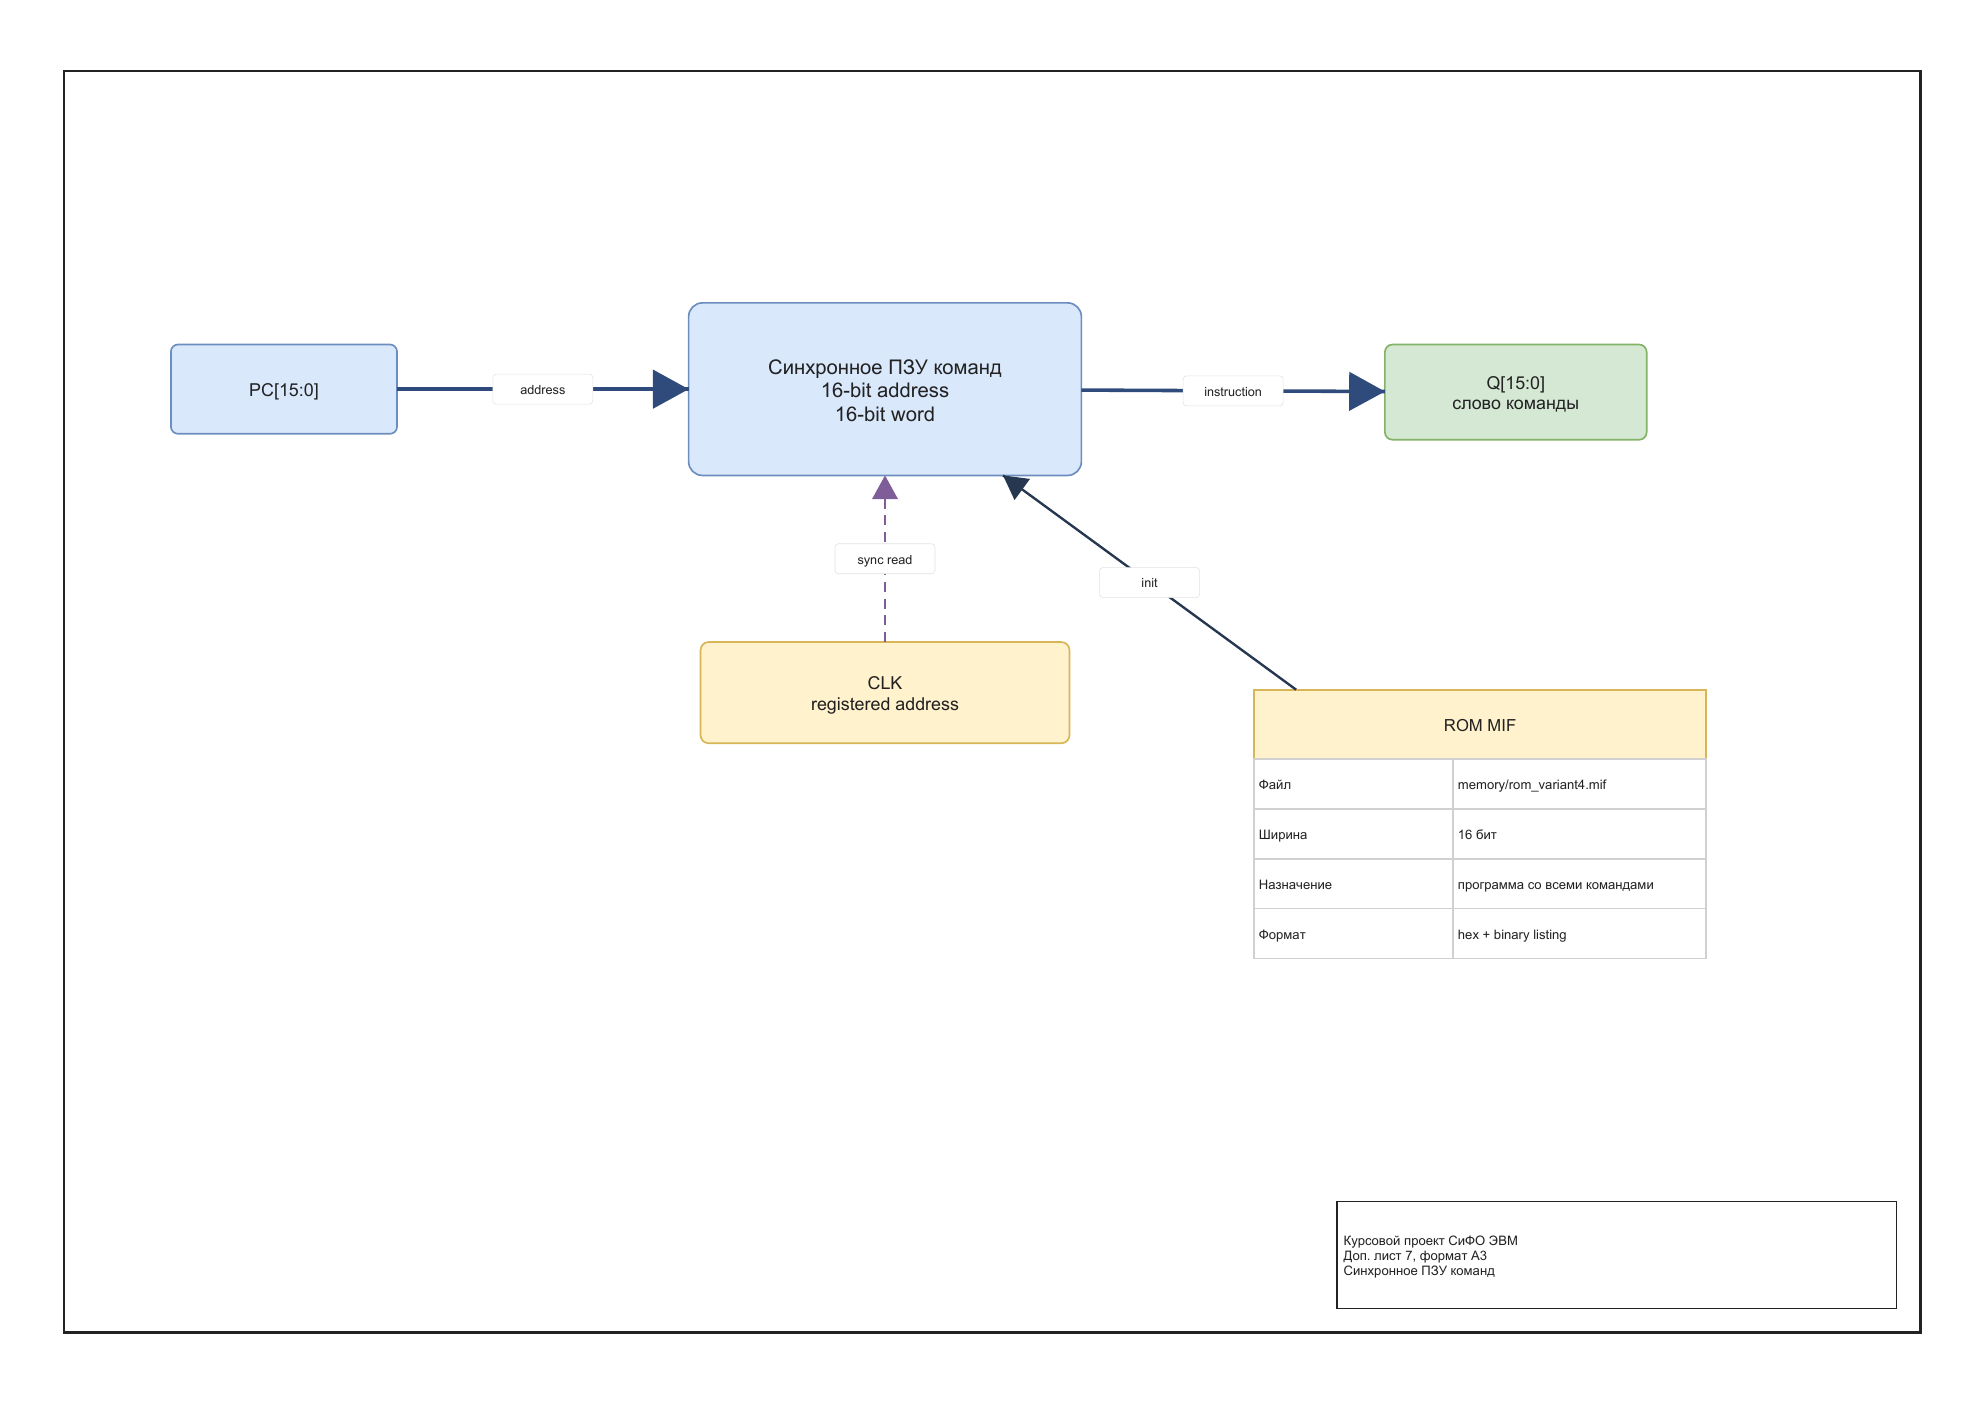 PC[15:0]
address
Синхронное ПЗУ команд
16-bit address
16-bit word
instruction
Q[15:0]
слово команды
sync read
init
CLK
registered address
ROM MIF
Файл memory/rom_variant4.mif
Ширина 16 бит
Назначение программа со всеми командами
Формат hex + binary listing
Курсовой проект СиФО ЭВМ
Доп. лист 7, формат А3
Синхронное ПЗУ команд